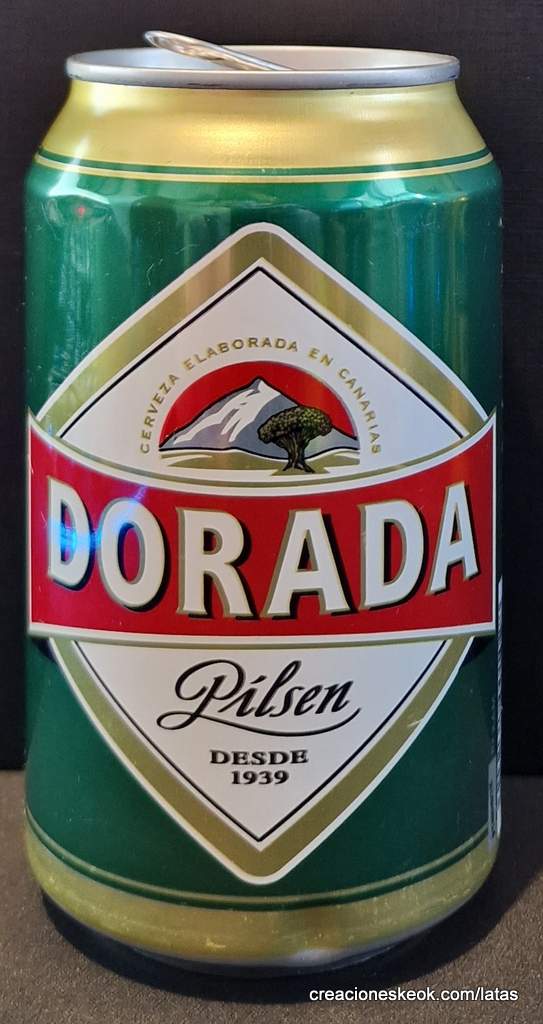 CERVEZA ELABORADA EN CANARIAS
DORADA
Pilsen
DESDE
1939
creacioneskeok.com/latas